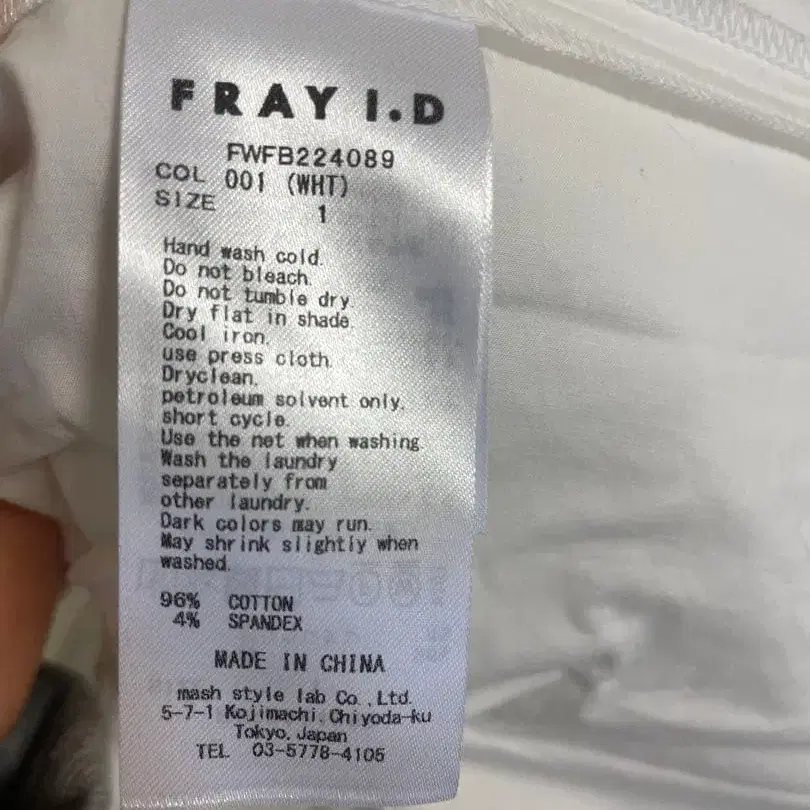 FRAY I.D
FWFB224089
COL 001 (WHT)
SIZE 1
Hand wash cold.
Do not bleach.
Do not tumble dry.
Dry flat in shade.
Cool iron.
use press cloth.
Dryclean.
petroleum solvent only.
short cycle.
Use the net when washing
Wash the laundry
separately from
other laundry.
Dark colors may run.
May shrink slightly when
washed.
96% COTTON
4% SPANDEX
MADE IN CHINA
mash style lab Co.,Ltd.
5-7-1 Kojimachi,Chiyoda-ku
Tokyo,Japan
TEL 03-5778-4105